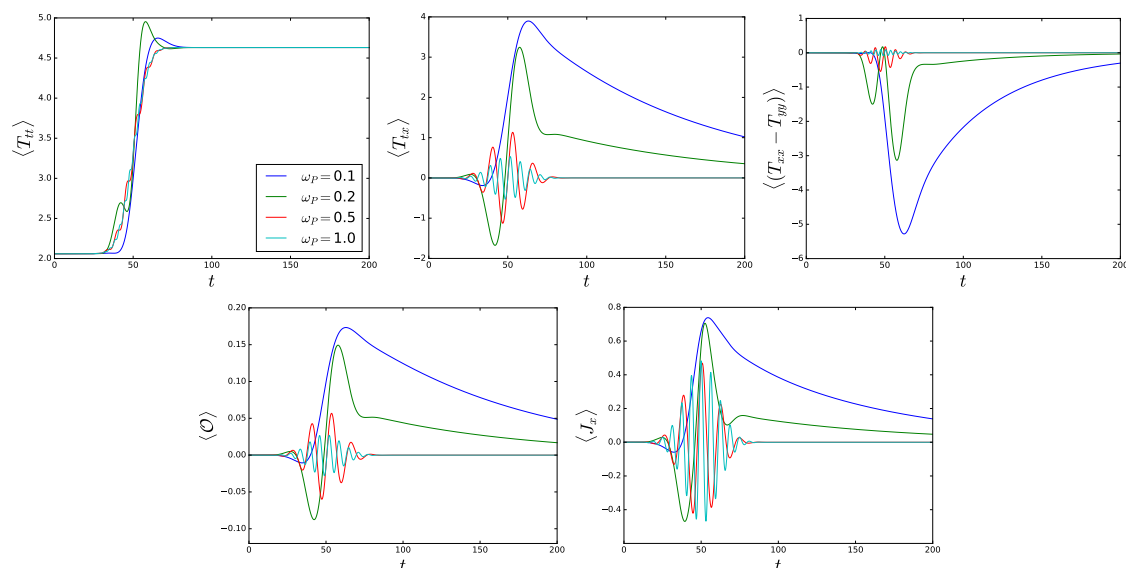 ⟨T_tt⟩
5.0
4.5
4.0
3.5
3.0
2.5
2.0
0 50 100 150 200
t
ω_P = 0.1
ω_P = 0.2
ω_P = 0.5
ω_P = 1.0
⟨T_tx⟩
4
3
2
1
0
−1
−2
0 50 100 150 200
t
⟨(T_xx − T_yy)⟩
1
0
−1
−2
−3
−4
−5
−6
0 50 100 150 200
t
⟨𝒪⟩
0.20
0.15
0.10
0.05
0.00
−0.05
−0.10
0 50 100 150 200
t
⟨J_x⟩
0.8
0.6
0.4
0.2
0.0
−0.2
−0.4
0 50 100 150 200
t